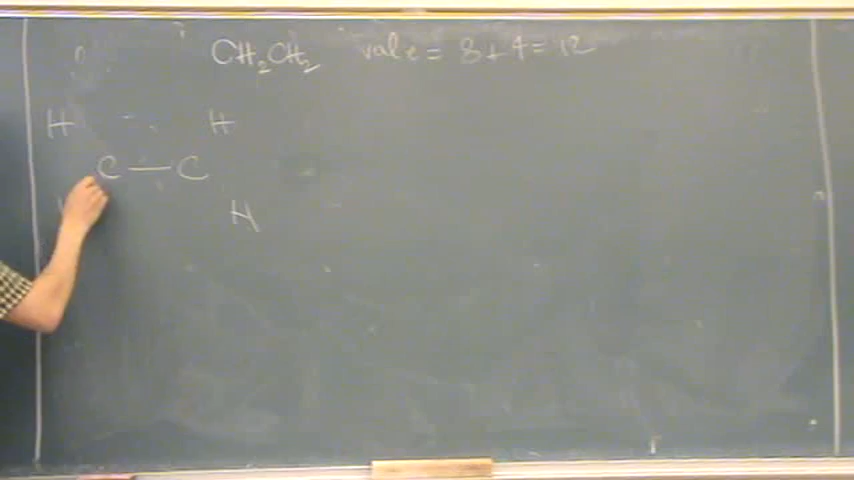 CH₂CH₂ val e = 8 + 4 = 12
H H
C — C
H